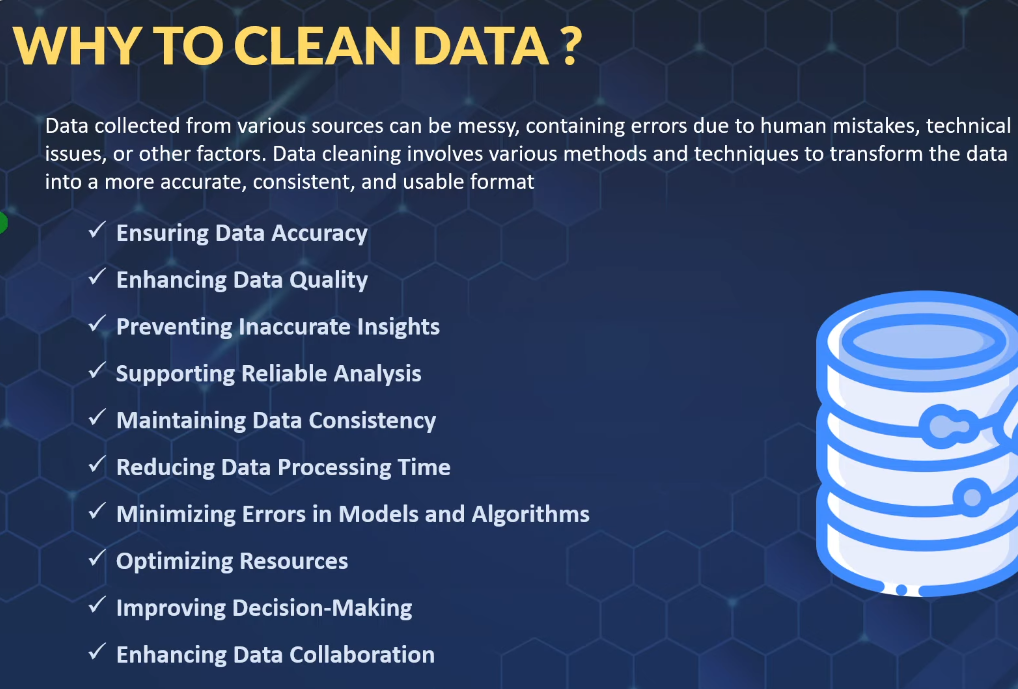 WHY TO CLEAN DATA ?
Data collected from various sources can be messy, containing errors due to human mistakes, technical
issues, or other factors. Data cleaning involves various methods and techniques to transform the data
into a more accurate, consistent, and usable format
✓ Ensuring Data Accuracy
✓ Enhancing Data Quality
✓ Preventing Inaccurate Insights
✓ Supporting Reliable Analysis
✓ Maintaining Data Consistency
✓ Reducing Data Processing Time
✓ Minimizing Errors in Models and Algorithms
✓ Optimizing Resources
✓ Improving Decision-Making
✓ Enhancing Data Collaboration